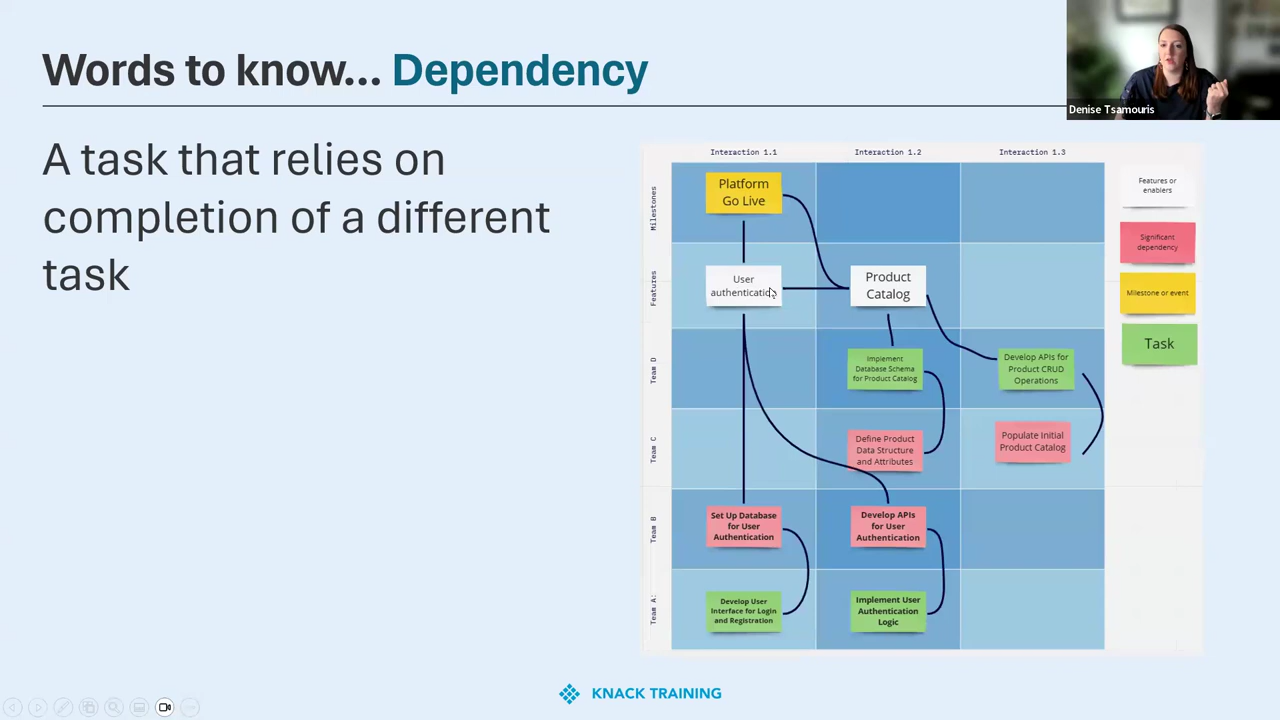 Words to know... Dependency
Denise Tsamouris
A task that relies on
completion of a different
task
Interaction 1.1
Interaction 1.2
Interaction 1.3
Milestones
Platform
Go Live
Features
User
authentication
Product
Catalog
Team D
Implement
Database Schema
for Product Catalog
Develop APIs for
Product CRUD
Operations
Team C
Define Product
Data Structure
and Attributes
Populate Initial
Product Catalog
Team B
Set Up Database
for User
Authentication
Develop APIs
for User
Authentication
Team A:
Develop User
Interface for Login
and Registration
Implement User
Authentication
Logic
Features or
enablers
Significant
dependency
Milestone or event
Task
KNACK TRAINING